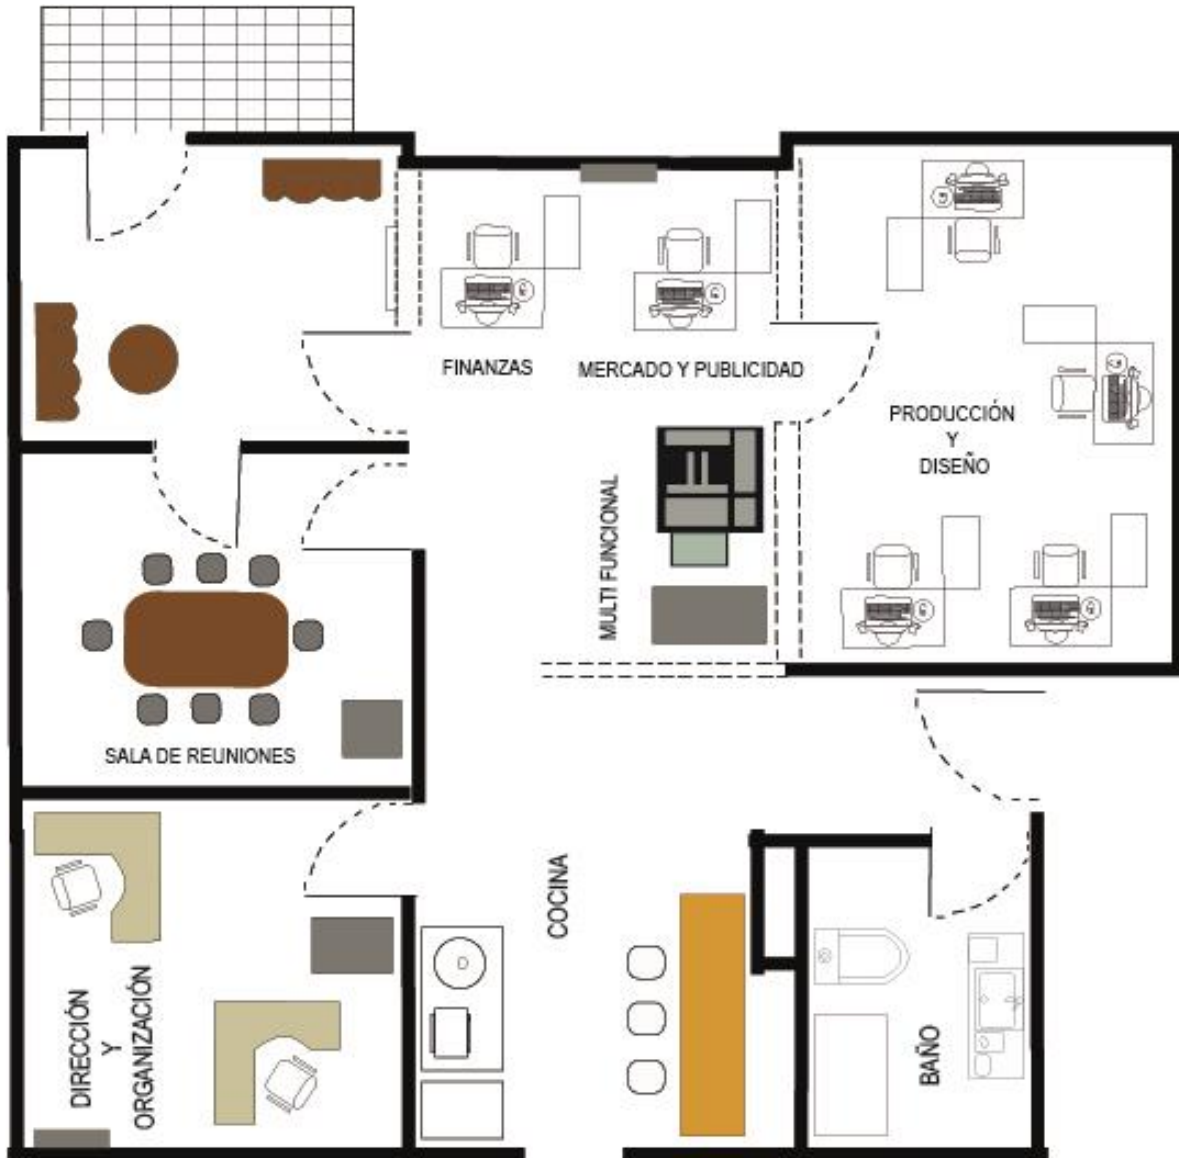 FINANZAS
MERCADO Y PUBLICIDAD
PRODUCCIÓN
Y
DISEÑO
MULTI FUNCIONAL
SALA DE REUNIONES
COCINA
DIRECCIÓN
Y
ORGANIZACIÓN
BAÑO